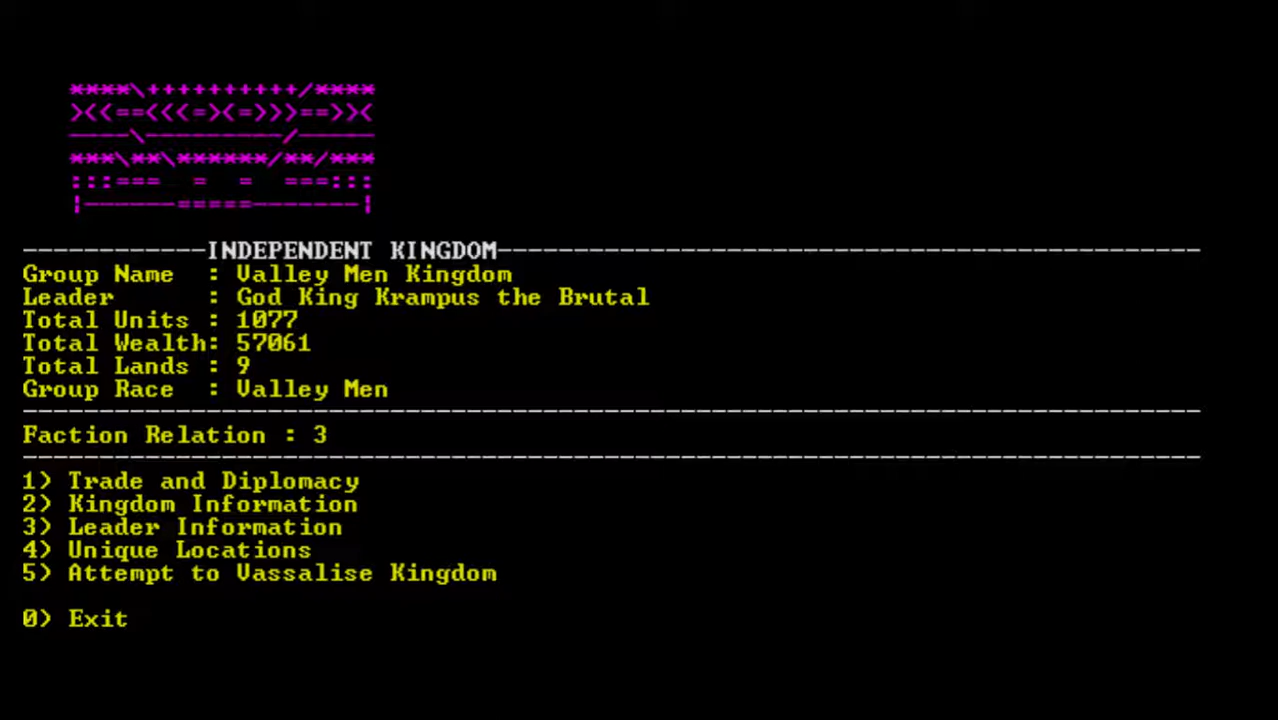 ****\++++++++++/****
><<==<<<=><=>>>==>>><
----\---------/-----
***\**\******/**/***
:::===  =  =  ===:::
¦------=====-------¦
------------INDEPENDENT KINGDOM----------------------------------------------
Group Name  : Valley Men Kingdom
Leader      : God King Krampus the Brutal
Total Units : 1077
Total Wealth: 57061
Total Lands : 9
Group Race  : Valley Men
-----------------------------------------------------------------------------
Faction Relation : 3
-----------------------------------------------------------------------------
1) Trade and Diplomacy
2) Kingdom Information
3) Leader Information
4) Unique Locations
5) Attempt to Vassalise Kingdom
0) Exit